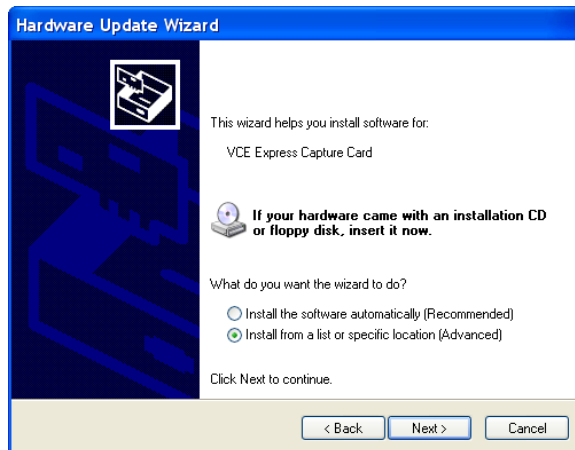 Hardware Update Wizard
This wizard helps you install software for:
VCE Express Capture Card
If your hardware came with an installation CD
or floppy disk, insert it now.
What do you want the wizard to do?
Install the software automatically (Recommended)
Install from a list or specific location (Advanced)
Click Next to continue.
< Back Next > Cancel